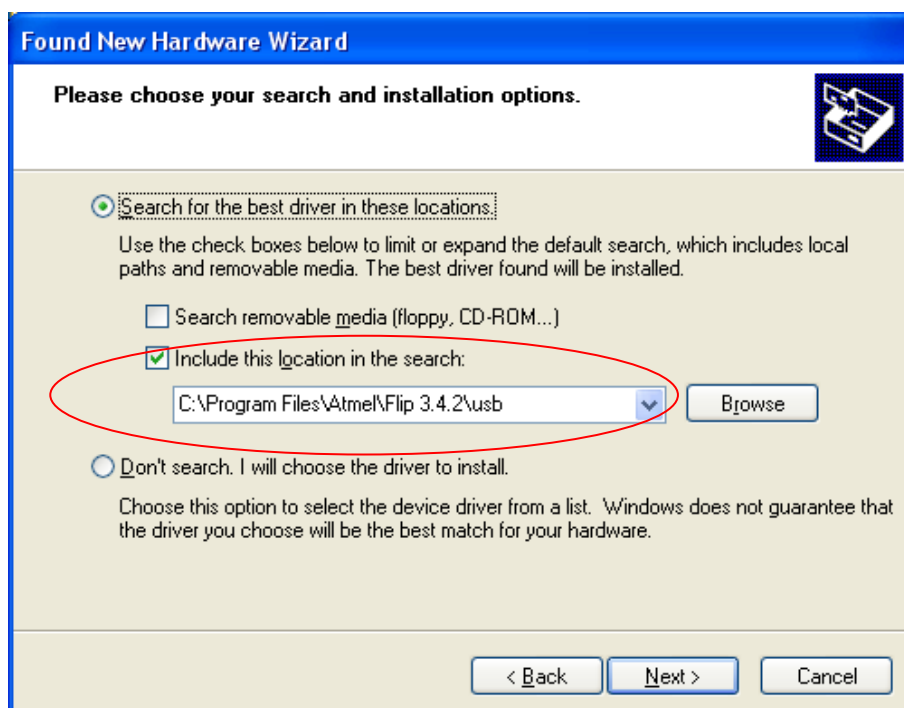 Found New Hardware Wizard
Please choose your search and installation options.
Search for the best driver in these locations.
Use the check boxes below to limit or expand the default search, which includes local
paths and removable media. The best driver found will be installed.
Search removable media (floppy, CD-ROM...)
Include this location in the search:
C:\Program Files\Atmel\Flip 3.4.2\usb
Browse
Don't search. I will choose the driver to install.
Choose this option to select the device driver from a list.  Windows does not guarantee that
the driver you choose will be the best match for your hardware.
< Back
Next >
Cancel